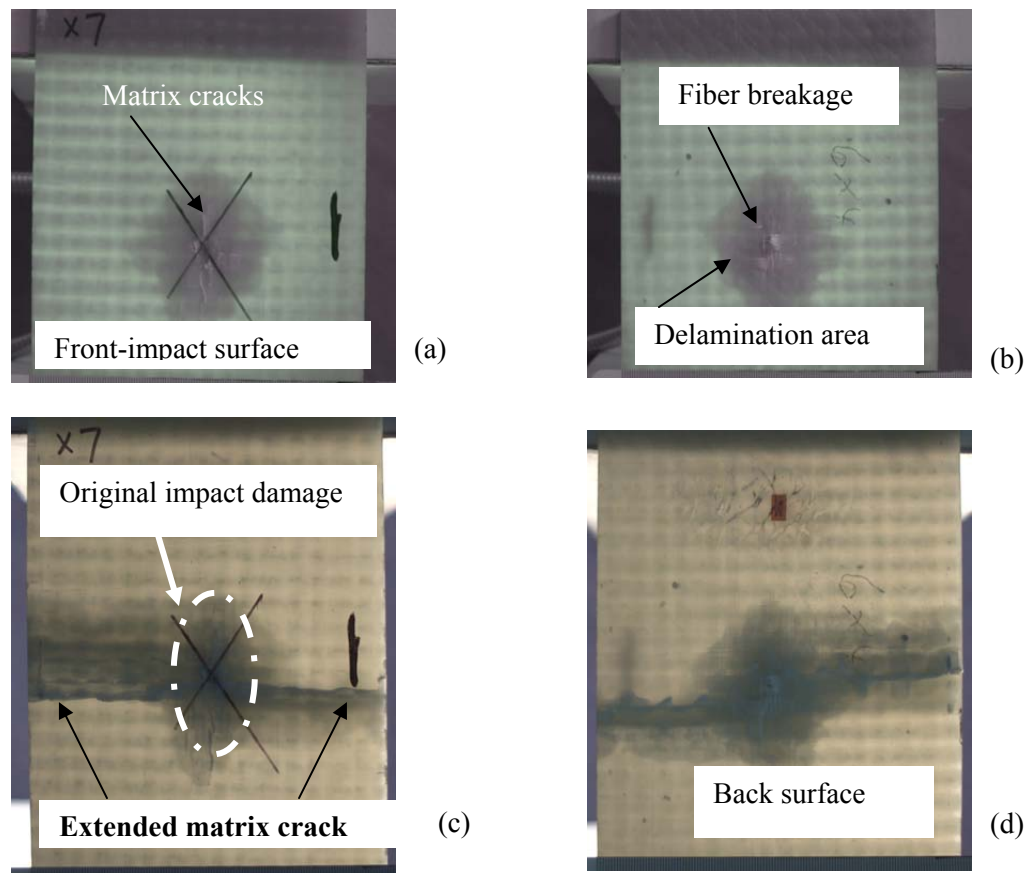 x7
Matrix cracks
Front-impact surface
(a)
Fiber breakage
Delamination area
(b)
x7
Original impact damage
Extended matrix crack
(c)
Back surface
(d)